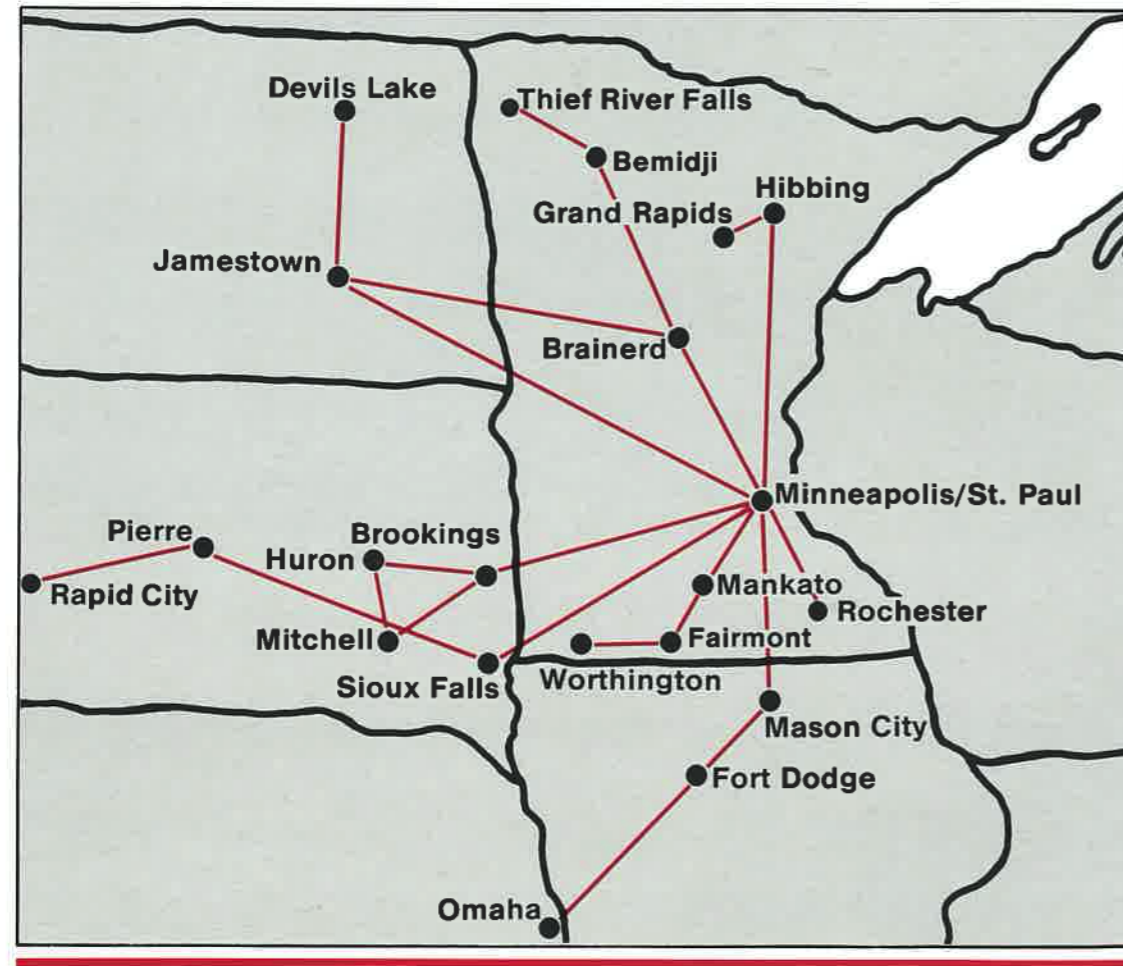 Devils Lake
Thief River Falls
Bemidji
Hibbing
Grand Rapids
Jamestown
Brainerd
Minneapolis/St. Paul
Pierre
Brookings
Huron
Rapid City
Mankato
Rochester
Mitchell
Fairmont
Sioux Falls
Worthington
Mason City
Fort Dodge
Omaha